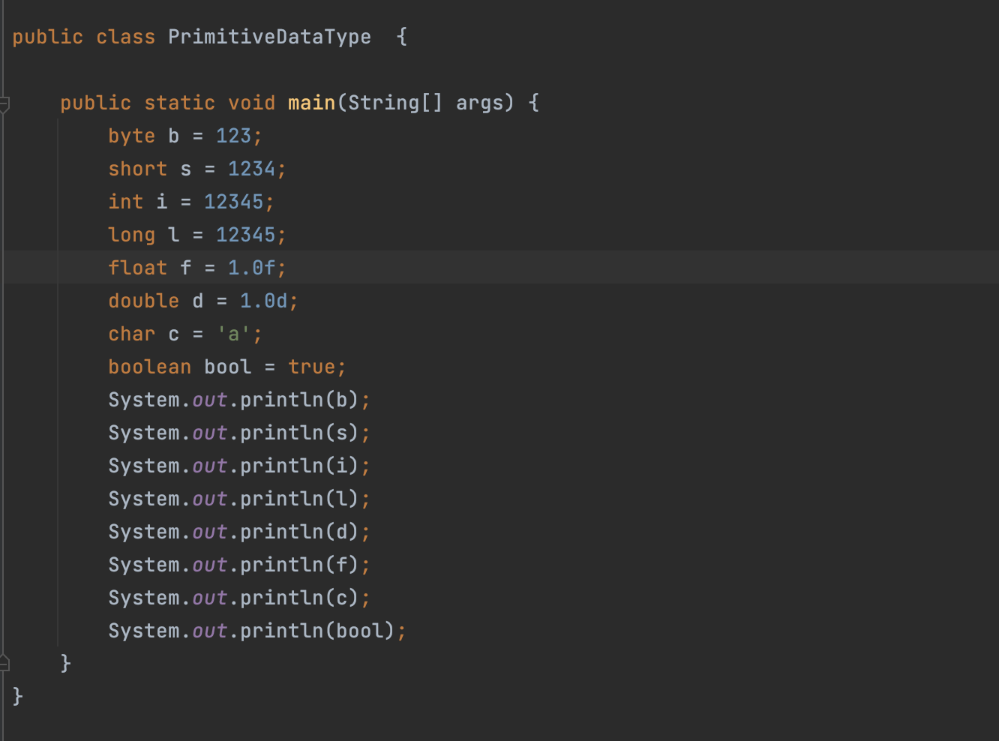 public class PrimitiveDataType  {
    public static void main(String[] args) {
        byte b = 123;
        short s = 1234;
        int i = 12345;
        long l = 12345;
        float f = 1.0f;
        double d = 1.0d;
        char c = 'a';
        boolean bool = true;
        System.out.println(b);
        System.out.println(s);
        System.out.println(i);
        System.out.println(l);
        System.out.println(d);
        System.out.println(f);
        System.out.println(c);
        System.out.println(bool);
    }
}